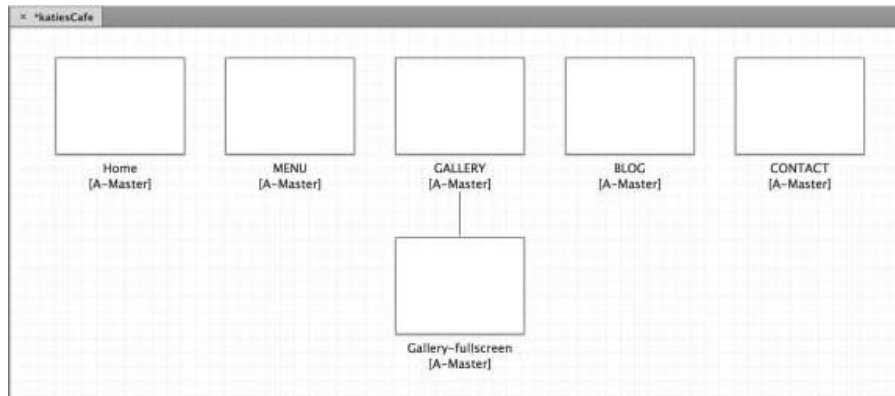 × *katiesCafe
Home
[A-Master]
MENU
[A-Master]
GALLERY
[A-Master]
BLOG
[A-Master]
CONTACT
[A-Master]
Gallery-fullscreen
[A-Master]